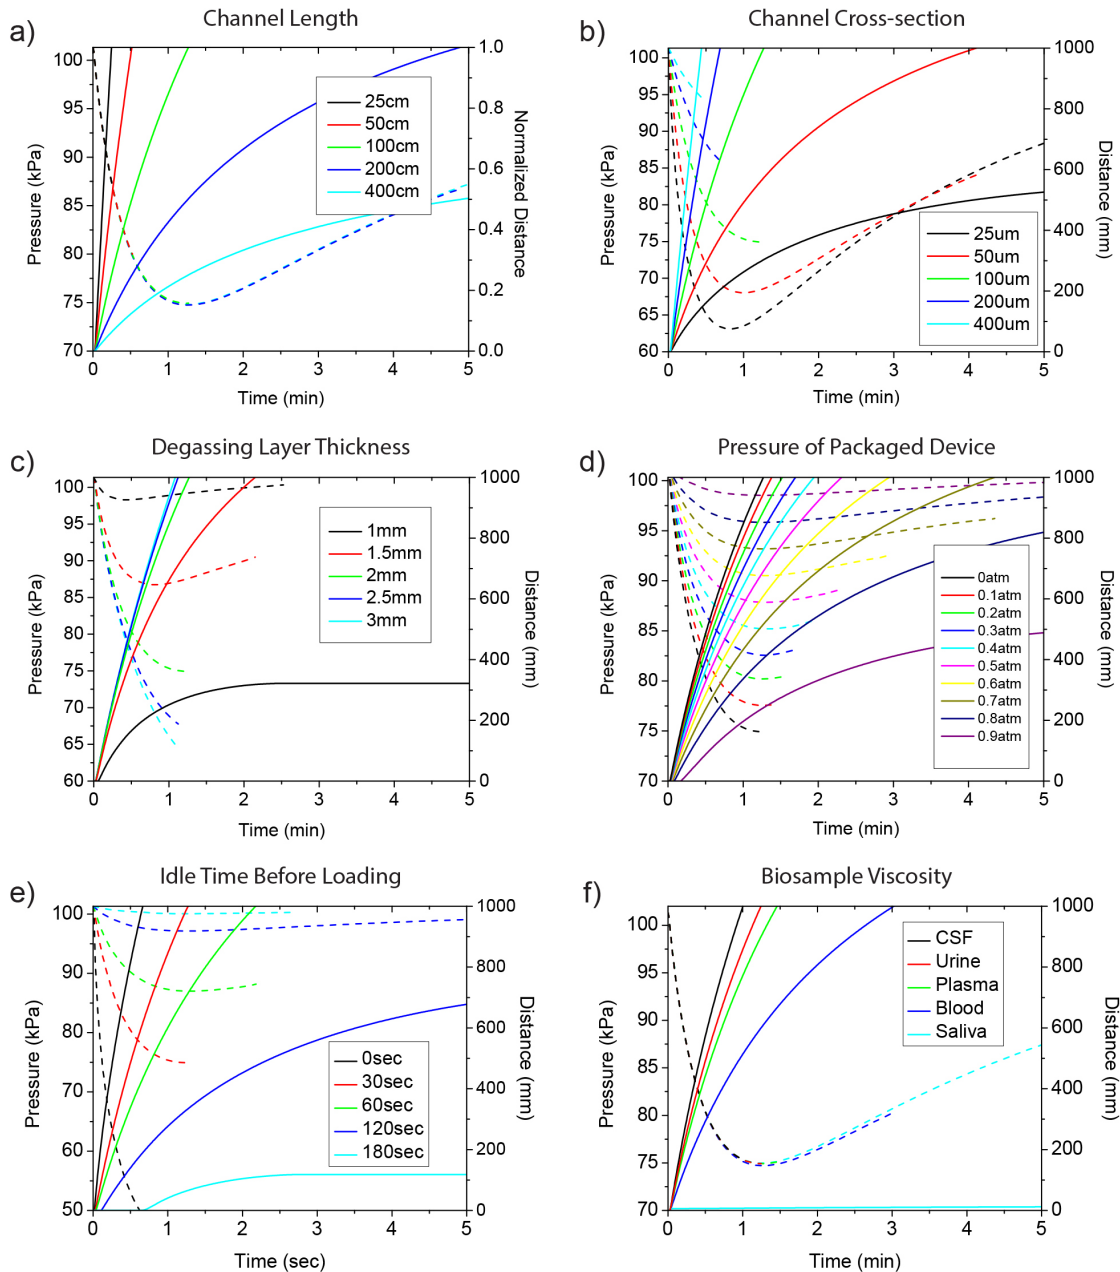 a)
Channel Length
Pressure (kPa)
100
95
90
85
80
75
70
25cm
50cm
100cm
200cm
400cm
1.0
0.8
0.6
0.4
0.2
0.0
Normalized Distance
0 1 2 3 4 5
Time (min)
b)
Channel Cross-section
Pressure (kPa)
100
95
90
85
80
75
70
65
60
25um
50um
100um
200um
400um
1000
800
600
400
200
0
Distance (mm)
0 1 2 3 4 5
Time (min)
c)
Degassing Layer Thickness
Pressure (kPa)
100
95
90
85
80
75
70
65
60
1mm
1.5mm
2mm
2.5mm
3mm
1000
800
600
400
200
0
Distance (mm)
0 1 2 3 4 5
Time (min)
d)
Pressure of Packaged Device
Pressure (kPa)
100
95
90
85
80
75
70
0atm
0.1atm
0.2atm
0.3atm
0.4atm
0.5atm
0.6atm
0.7atm
0.8atm
0.9atm
1000
800
600
400
200
0
Distance (mm)
0 1 2 3 4 5
Time (min)
e)
Idle Time Before Loading
Pressure (kPa)
100
90
80
70
60
50
0sec
30sec
60sec
120sec
180sec
1000
800
600
400
200
0
Distance (mm)
0 1 2 3 4 5
Time (sec)
f)
Biosample Viscosity
Pressure (kPa)
100
95
90
85
80
75
70
CSF
Urine
Plasma
Blood
Saliva
1000
800
600
400
200
0
Distance (mm)
0 1 2 3 4 5
Time (min)